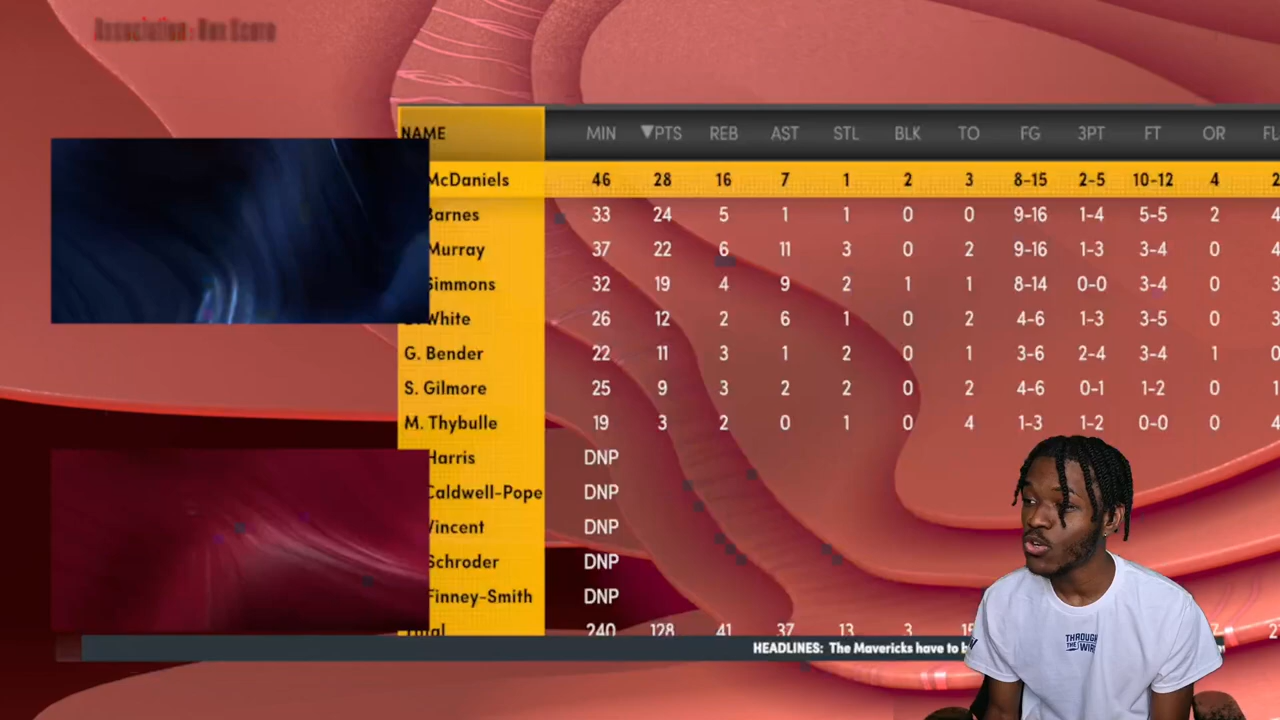 Association : Box Score
NAME MIN ▼PTS REB AST STL BLK TO FG 3PT FT OR
McDaniels 46 28 16 7 1 2 3 8-15 2-5 10-12 4 2
Barnes 33 24 5 1 1 0 0 9-16 1-4 5-5 2 4
Murray 37 22 6 11 3 0 2 9-16 1-3 3-4 0 4
Simmons 32 19 4 9 2 1 1 8-14 0-0 3-4 0 3
White 26 12 2 6 1 0 2 4-6 1-3 3-5 0 3
G. Bender 22 11 3 1 2 0 1 3-6 2-4 3-4 1 0
S. Gilmore 25 9 3 2 2 0 2 4-6 0-1 1-2 0 1
M. Thybulle 19 3 2 0 1 0 4 1-3 1-2 0-0 0 4
Harris DNP
Caldwell-Pope DNP
Vincent DNP
Schroder DNP
Finney-Smith DNP
Total 240 128 41 37 13 3
HEADLINES: The Mavericks have to
THROUGH
THE WIRE